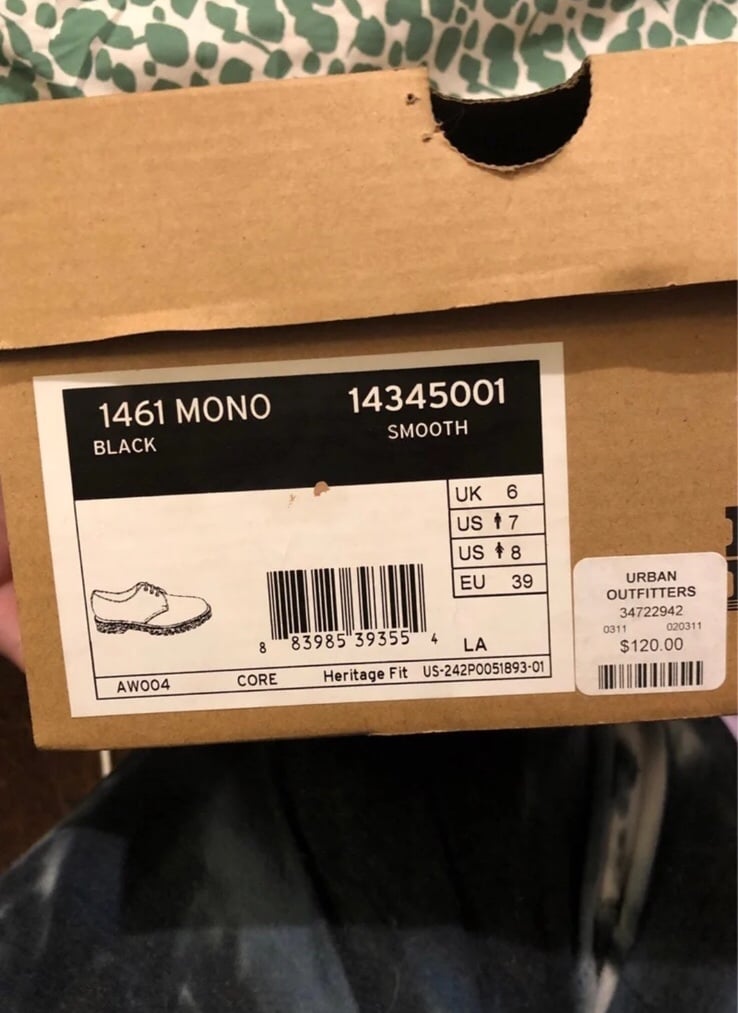 1461 MONO
BLACK
14345001
SMOOTH
UK 6
US 7
US 8
EU 39
8 83985 39355 4
LA
AW004
CORE
Heritage Fit
US-242P0051893-01
URBAN
OUTFITTERS
34722942
0311 020311
$120.00